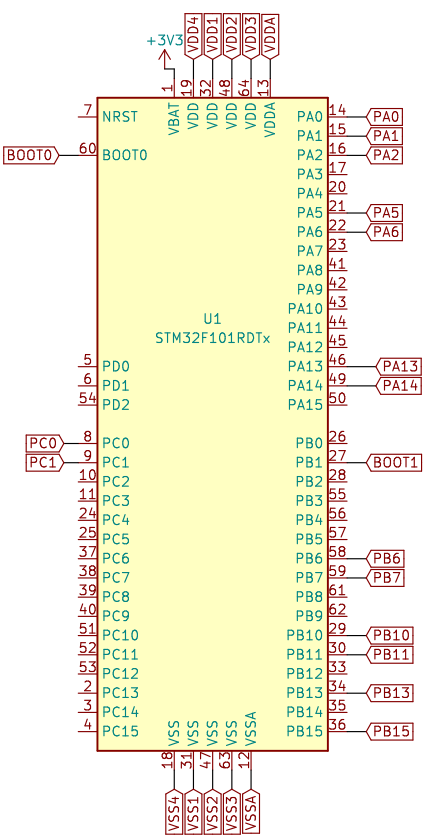 +3V3
VDD4 VDD1 VDD2 VDD3 VDDA
1 19 32 48 64 13
VBAT VDD VDD VDD VDD VDDA
7 NRST PA0 14 PA0
PA1 15 PA1
BOOT0 60 BOOT0 PA2 16 PA2
PA3 17
PA4 20
PA5 21 PA5
PA6 22 PA6
PA7 23
PA8 41
PA9 42
PA10 43
U1
PA11 44
STM32F101RDTx
PA12 45
5 PD0 PA13 46 PA13
6 PD1 PA14 49 PA14
54 PD2 PA15 50
PC0 8 PC0 PB0 26
PC1 9 PC1 PB1 27 BOOT1
10 PC2 PB2 28
11 PC3 PB3 55
24 PC4 PB4 56
25 PC5 PB5 57
37 PC6 PB6 58 PB6
38 PC7 PB7 59 PB7
39 PC8 PB8 61
40 PC9 PB9 62
51 PC10 PB10 29 PB10
52 PC11 PB11 30 PB11
53 PC12 PB12 33
2 PC13 PB13 34 PB13
3 PC14 PB14 35
4 PC15 PB15 36 PB15
VSS VSS VSS VSS VSSA
18 31 47 63 12
VSS4 VSS1 VSS2 VSS3 VSSA